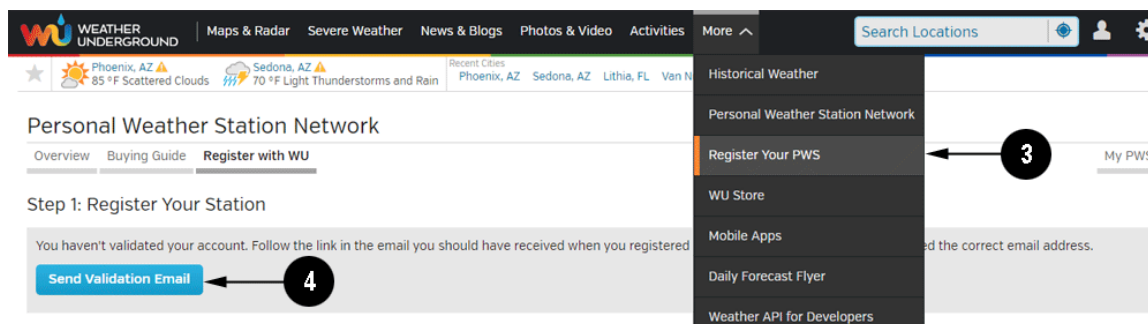 WEATHER
UNDERGROUND
Maps & Radar Severe Weather News & Blogs Photos & Video Activities More
Search Locations
Phoenix, AZ
85 °F Scattered Clouds
Sedona, AZ
70 °F Light Thunderstorms and Rain
Recent Cities
Phoenix, AZ Sedona, AZ Lithia, FL Van N
Historical Weather
Personal Weather Station Network
Register Your PWS
3
WU Store
Mobile Apps
Daily Forecast Flyer
Weather API for Developers
Personal Weather Station Network
Overview Buying Guide Register with WU
My PWS
Step 1: Register Your Station
You haven't validated your account. Follow the link in the email you should have received when you registered
ed the correct email address.
Send Validation Email
4